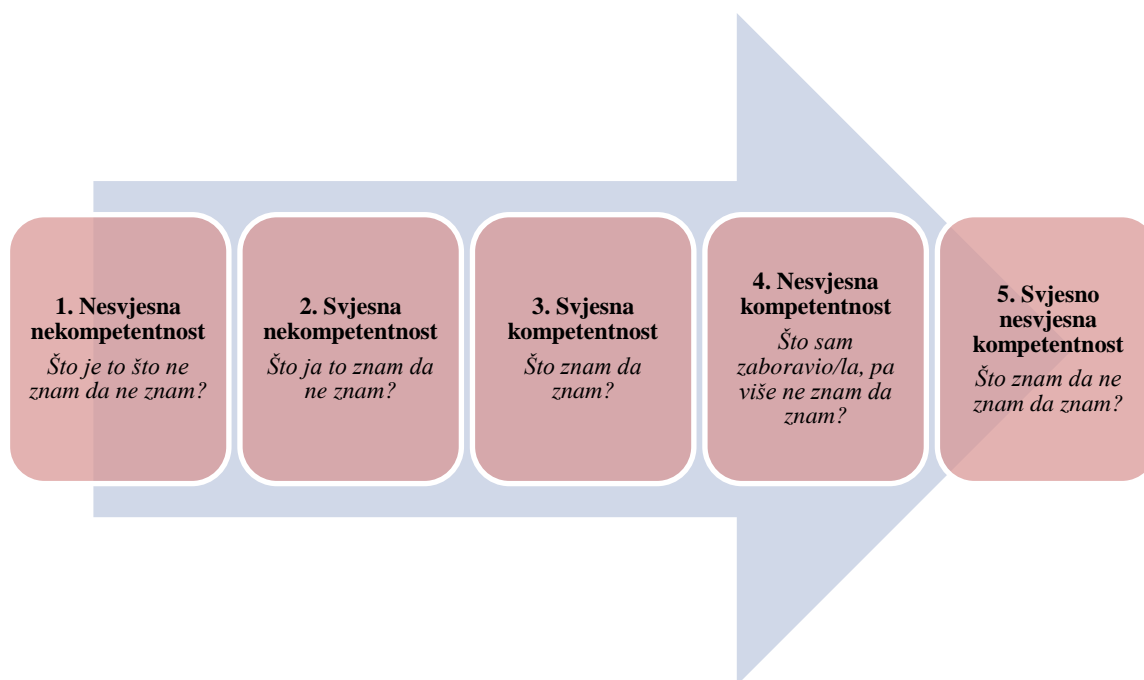 1. Nesvjesna
nekompetentnost
Što je to što ne
znam da ne znam?
2. Svjesna
nekompetentnost
Što ja to znam da
ne znam?
3. Svjesna
kompetentnost
Što znam da
znam?
4. Nesvjesna
kompetentnost
Što sam
zaboravio/la, pa
više ne znam da
znam?
5. Svjesno
nesvjesna
kompetentnost
Što znam da ne
znam da znam?